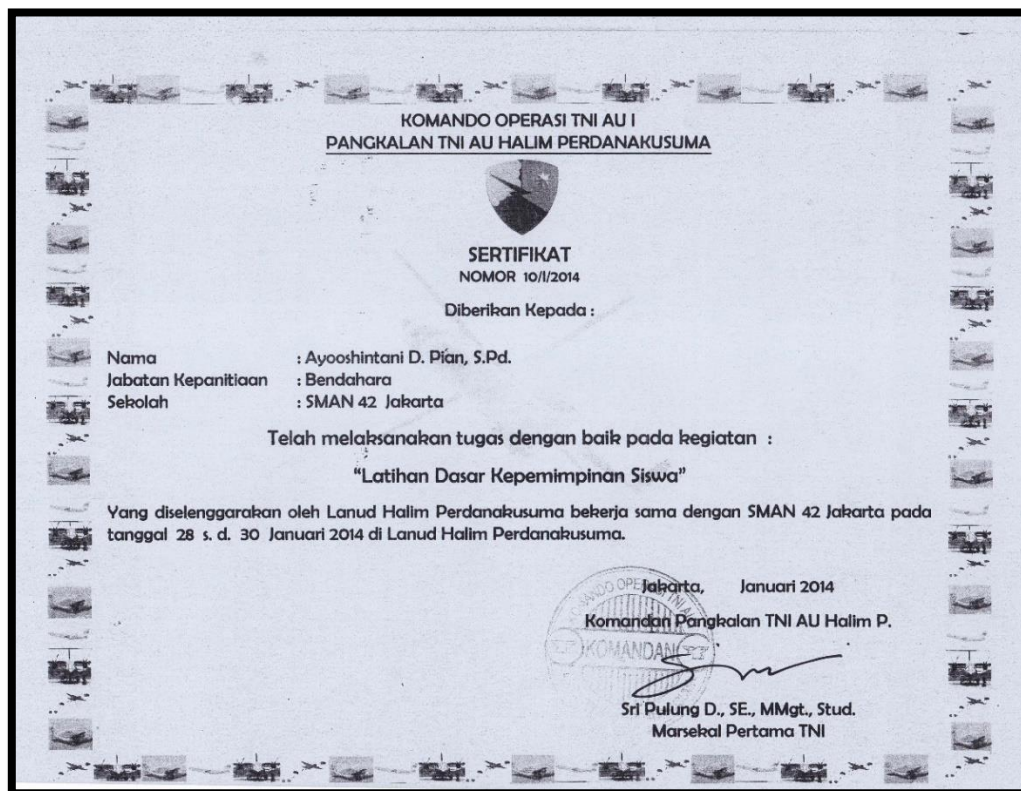 KOMANDO OPERASI TNI AU I
PANGKALAN TNI AU HALIM PERDANAKUSUMA
SERTIFIKAT
NOMOR 10/I/2014
Diberikan Kepada :
Nama : Ayooshintani D. Pian, S.Pd.
Jabatan Kepanitiaan : Bendahara
Sekolah : SMAN 42 Jakarta
Telah melaksanakan tugas dengan baik pada kegiatan :
“Latihan Dasar Kepemimpinan Siswa”
Yang diselenggarakan oleh Lanud Halim Perdanakusuma bekerja sama dengan SMAN 42 Jakarta pada
tanggal 28 s. d. 30 Januari 2014 di Lanud Halim Perdanakusuma.
Jakarta, Januari 2014
Komandan Pangkalan TNI AU Halim P.
KOMANDO OPERASI TNI AU
KOMANDAN
Sri Pulung D., SE., MMgt., Stud.
Marsekal Pertama TNI